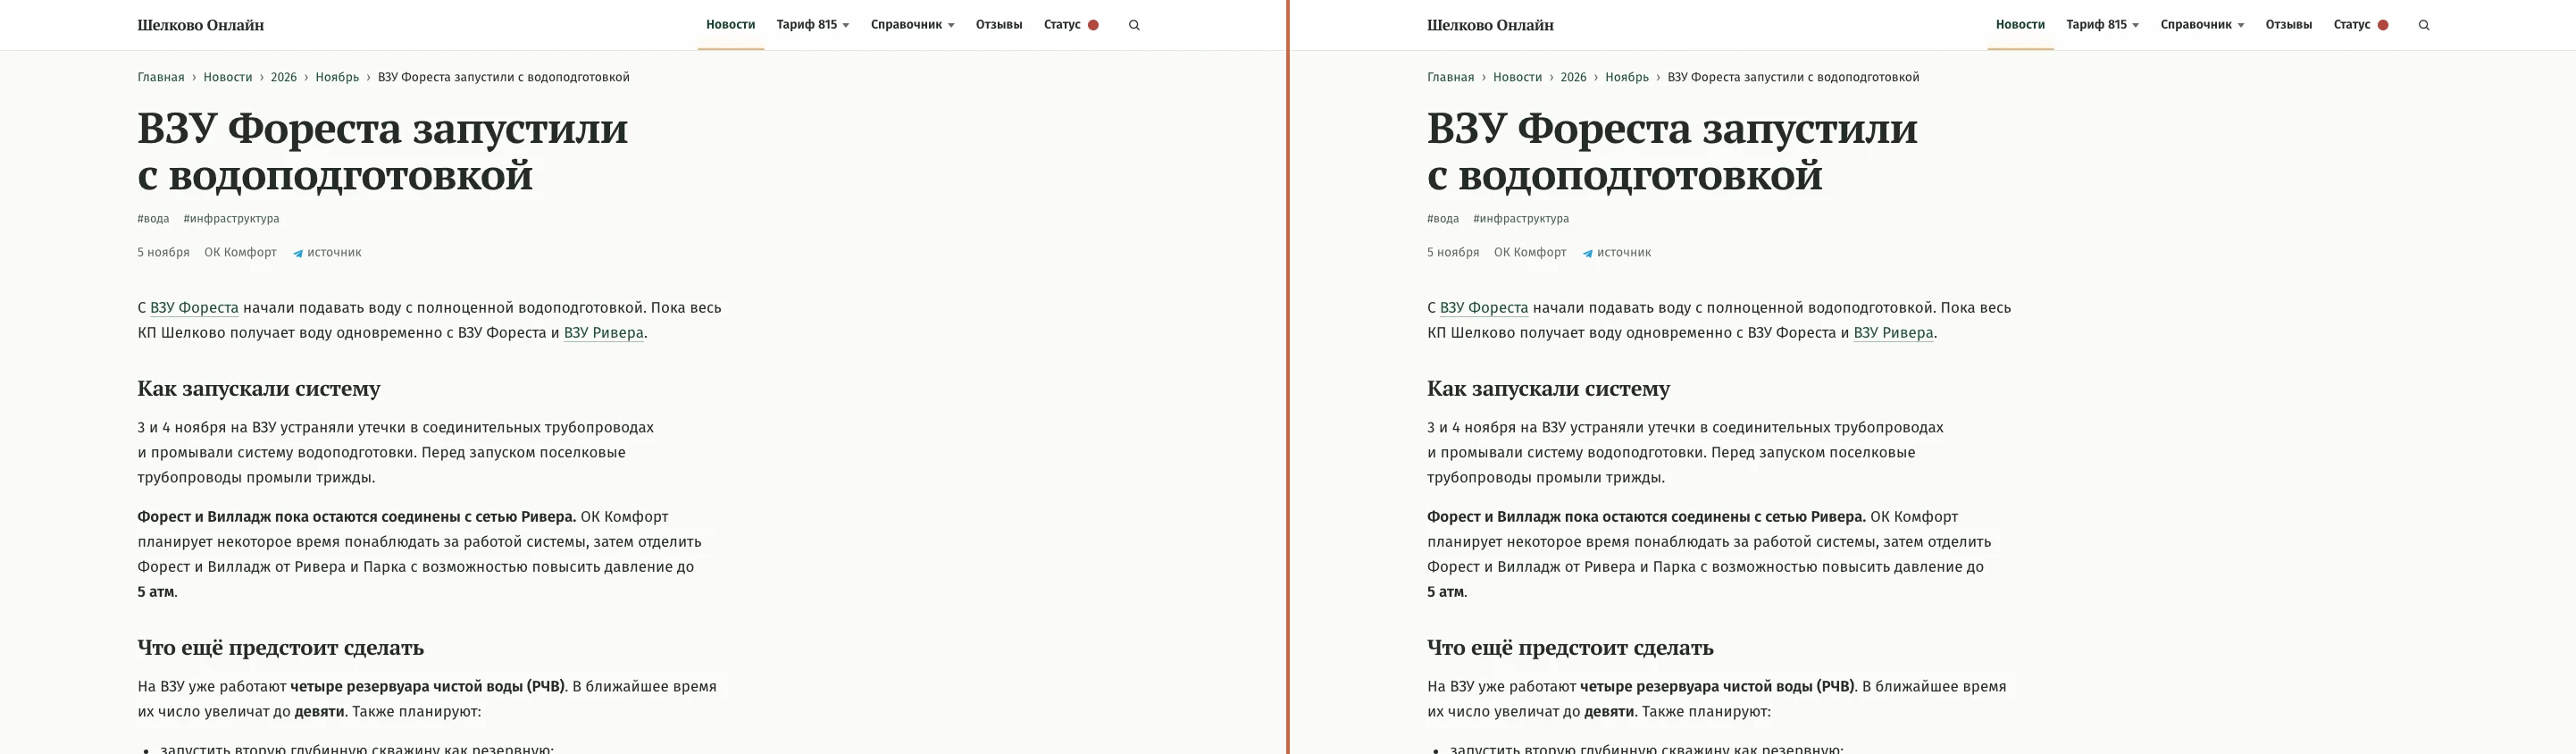 Шелково Онлайн
Новости Тариф 815 Справочник Отзывы Статус
Главная › Новости › 2026 › Ноябрь › ВЗУ Фореста запустили с водоподготовкой
ВЗУ Фореста запустили
с водоподготовкой
#вода #инфраструктура
5 ноября ОК Комфорт источник
С ВЗУ Фореста начали подавать воду с полноценной водоподготовкой. Пока весь
КП Шелково получает воду одновременно с ВЗУ Фореста и ВЗУ Ривера.
Как запускали систему
3 и 4 ноября на ВЗУ устраняли утечки в соединительных трубопроводах
и промывали систему водоподготовки. Перед запуском поселковые
трубопроводы промыли трижды.
Форест и Вилладж пока остаются соединены с сетью Ривера. ОК Комфорт
планирует некоторое время понаблюдать за работой системы, затем отделить
Форест и Вилладж от Ривера и Парка с возможностью повысить давление до
5 атм.
Что ещё предстоит сделать
На ВЗУ уже работают четыре резервуара чистой воды (РЧВ). В ближайшее время
их число увеличат до девяти. Также планируют:
• запустить вторую глубинную скважину как резервную;
Шелково Онлайн
Новости Тариф 815 Справочник Отзывы Статус
Главная › Новости › 2026 › Ноябрь › ВЗУ Фореста запустили с водоподготовкой
ВЗУ Фореста запустили
с водоподготовкой
#вода #инфраструктура
5 ноября ОК Комфорт источник
С ВЗУ Фореста начали подавать воду с полноценной водоподготовкой. Пока весь
КП Шелково получает воду одновременно с ВЗУ Фореста и ВЗУ Ривера.
Как запускали систему
3 и 4 ноября на ВЗУ устраняли утечки в соединительных трубопроводах
и промывали систему водоподготовки. Перед запуском поселковые
трубопроводы промыли трижды.
Форест и Вилладж пока остаются соединены с сетью Ривера. ОК Комфорт
планирует некоторое время понаблюдать за работой системы, затем отделить
Форест и Вилладж от Ривера и Парка с возможностью повысить давление до
5 атм.
Что ещё предстоит сделать
На ВЗУ уже работают четыре резервуара чистой воды (РЧВ). В ближайшее время
их число увеличат до девяти. Также планируют:
• запустить вторую глубинную скважину как резервную;